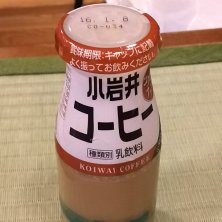 16.1.8
賞味期限:キャップに記載
よく振ってお飲みください
小岩井
コーヒー
種類別 乳飲料
KOIWAI COFFEE